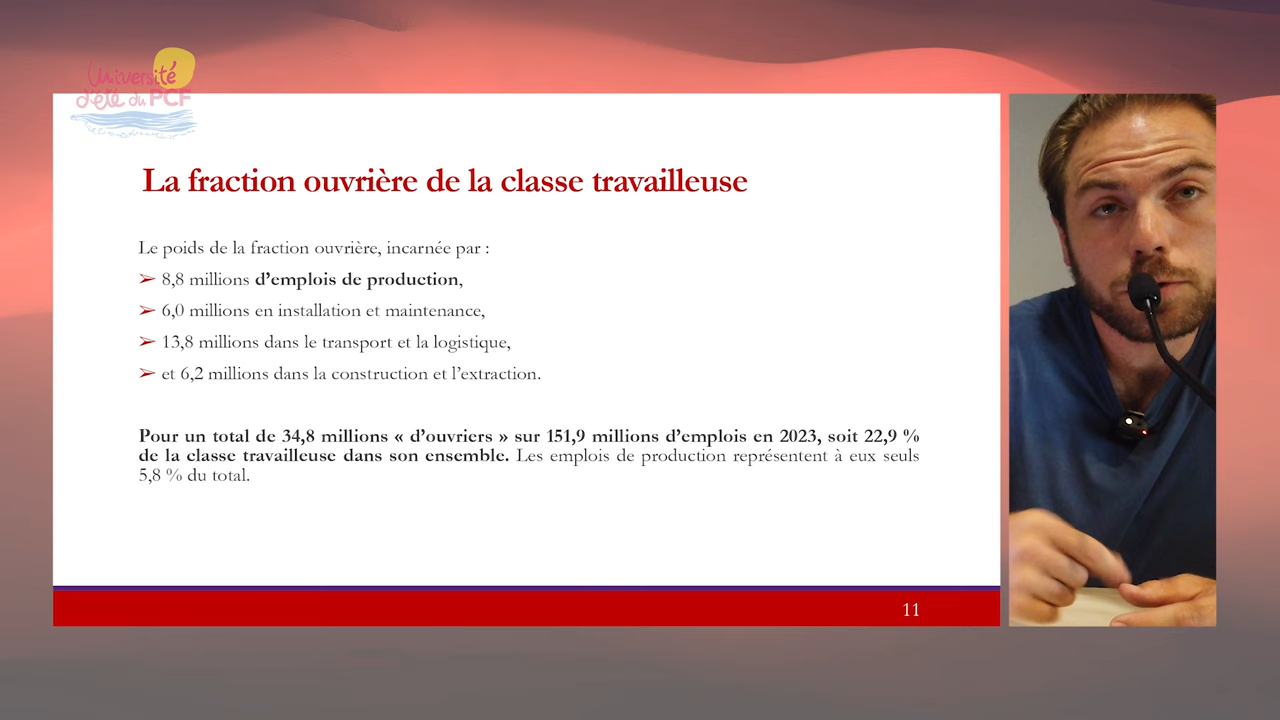 Université
d'été du PCF
La fraction ouvrière de la classe travailleuse
Le poids de la fraction ouvrière, incarnée par :
➢ 8,8 millions d'emplois de production,
➢ 6,0 millions en installation et maintenance,
➢ 13,8 millions dans le transport et la logistique,
➢ et 6,2 millions dans la construction et l'extraction.
Pour un total de 34,8 millions « d'ouvriers » sur 151,9 millions d'emplois en 2023, soit 22,9 %
de la classe travailleuse dans son ensemble. Les emplois de production représentent à eux seuls
5,8 % du total.
11